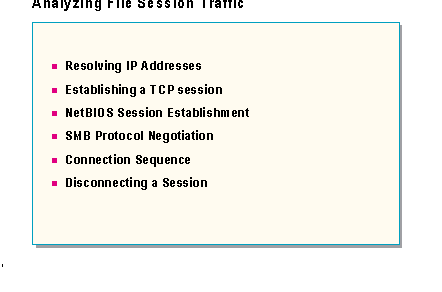 Analyzing File Session Traffic
Resolving IP Addresses
Establishing a TCP session
NetBIOS Session Establishment
SMB Protocol Negotiation
Connection Sequence
Disconnecting a Session